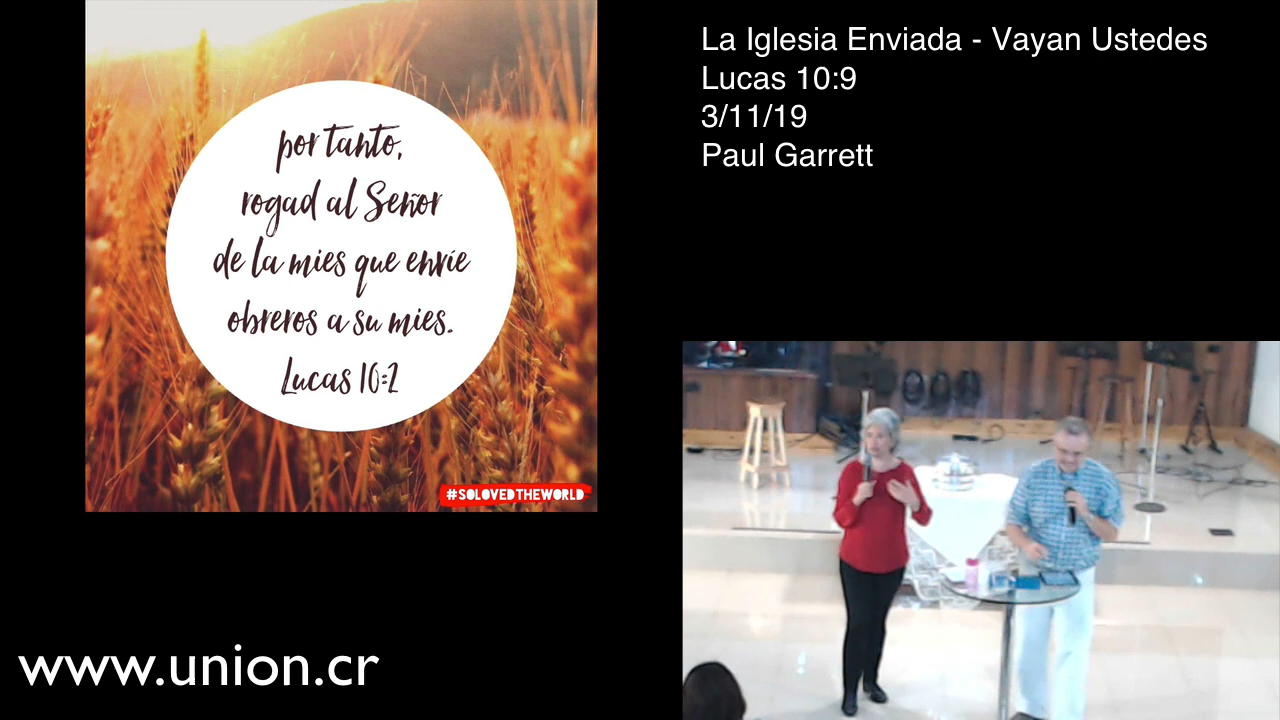 por tanto,
rogad al Señor
de la mies que envíe
obreros a su mies.
Lucas 10:2
#SOLOVEDTHEWORLD
La Iglesia Enviada - Vayan Ustedes
Lucas 10:9
3/11/19
Paul Garrett
www.union.cr